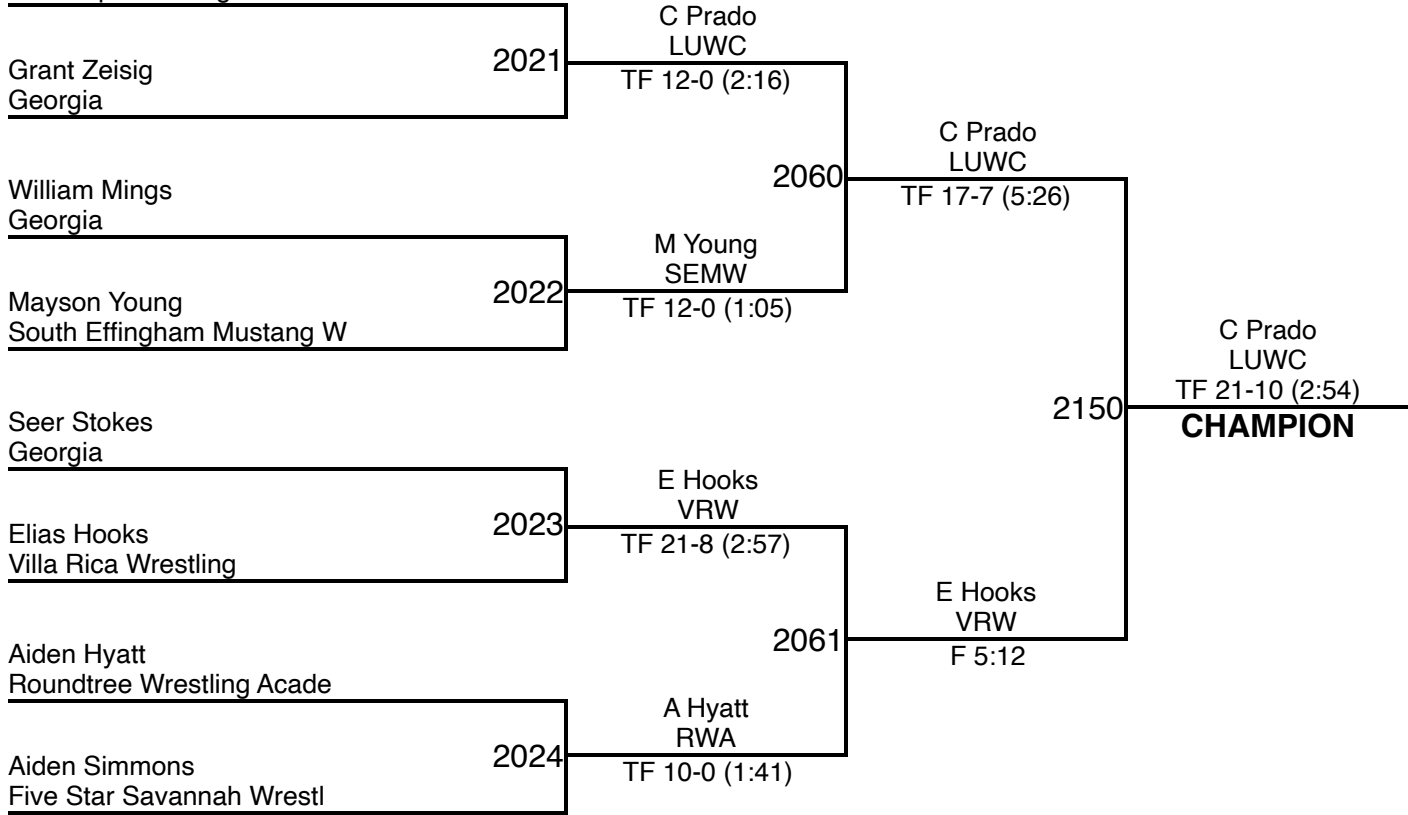 Grant Zeisig
Georgia
2021
William Mings
Georgia
2022
Mayson Young
South Effingham Mustang W
Seer Stokes
Georgia
2023
Elias Hooks
Villa Rica Wrestling
Aiden Hyatt
Roundtree Wrestling Acade
2024
Aiden Simmons
Five Star Savannah Wrestl
C Prado
LUWC
TF 12-0 (2:16)
2060
M Young
SEMW
TF 12-0 (1:05)
E Hooks
VRW
TF 21-8 (2:57)
2061
A Hyatt
RWA
TF 10-0 (1:41)
C Prado
LUWC
TF 17-7 (5:26)
2150
E Hooks
VRW
F 5:12
C Prado
LUWC
TF 21-10 (2:54)
CHAMPION